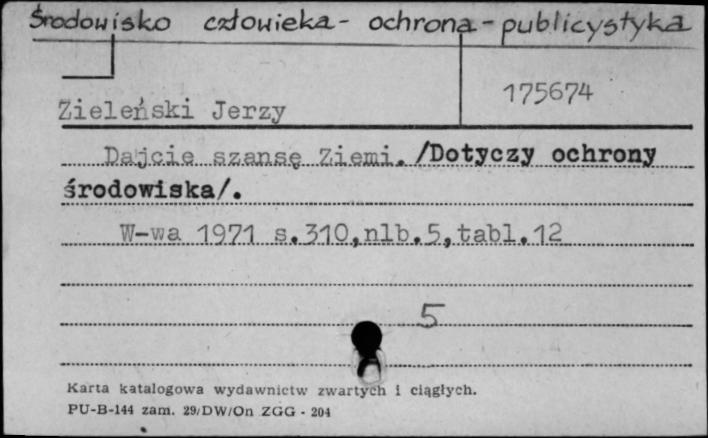 Środowisko człowieka - ochrona - publicystyka
175674
Zieleński Jerzy
Dajcie szansę Ziemi. /Dotyczy ochrony
środowiska/.
W-wa 1971 s.310,nlb.5,tabl.12
5
Karta katalogowa wydawnictw zwartych i ciągłych.
PU-B-144 zam. 29/DW/On ZGG - 204